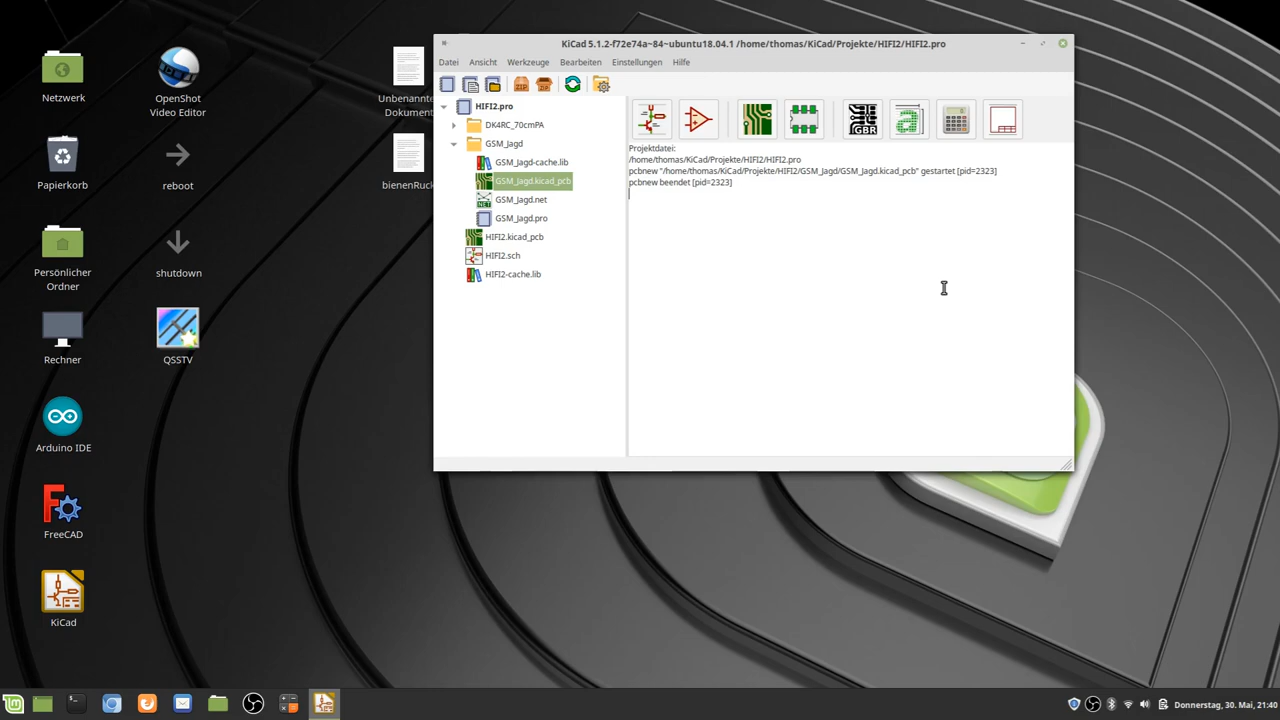 KiCad 5.1.2-f72e74a~84~ubuntu18.04.1 /home/thomas/KiCad/Projekte/HIFI2/HIFI2.pro
Datei Ansicht Werkzeuge Bearbeiten Einstellungen Hilfe
ZIP ZIP
HIFI2.pro
DK4RC_70cmPA
GSM_Jagd
GSM_Jagd-cache.lib
GSM_Jagd.kicad_pcb
NET GSM_Jagd.net
GSM_Jagd.pro
HIFI2.kicad_pcb
HIFI2.sch
HIFI2-cache.lib
GBR a
Projektdatei:
/home/thomas/KiCad/Projekte/HIFI2/HIFI2.pro
pcbnew "/home/thomas/KiCad/Projekte/HIFI2/GSM_Jagd/GSM_Jagd.kicad_pcb" gestartet [pid=2323]
pcbnew beendet [pid=2323]
Netzwerk
OpenShot
Video Editor
Unbenannte
Dokument
Papierkorb
reboot
bienenRuck
Persönlicher
Ordner
shutdown
Rechner
QSSTV
Arduino IDE
FreeCAD
KiCad
Donnerstag, 30. Mai, 21:40